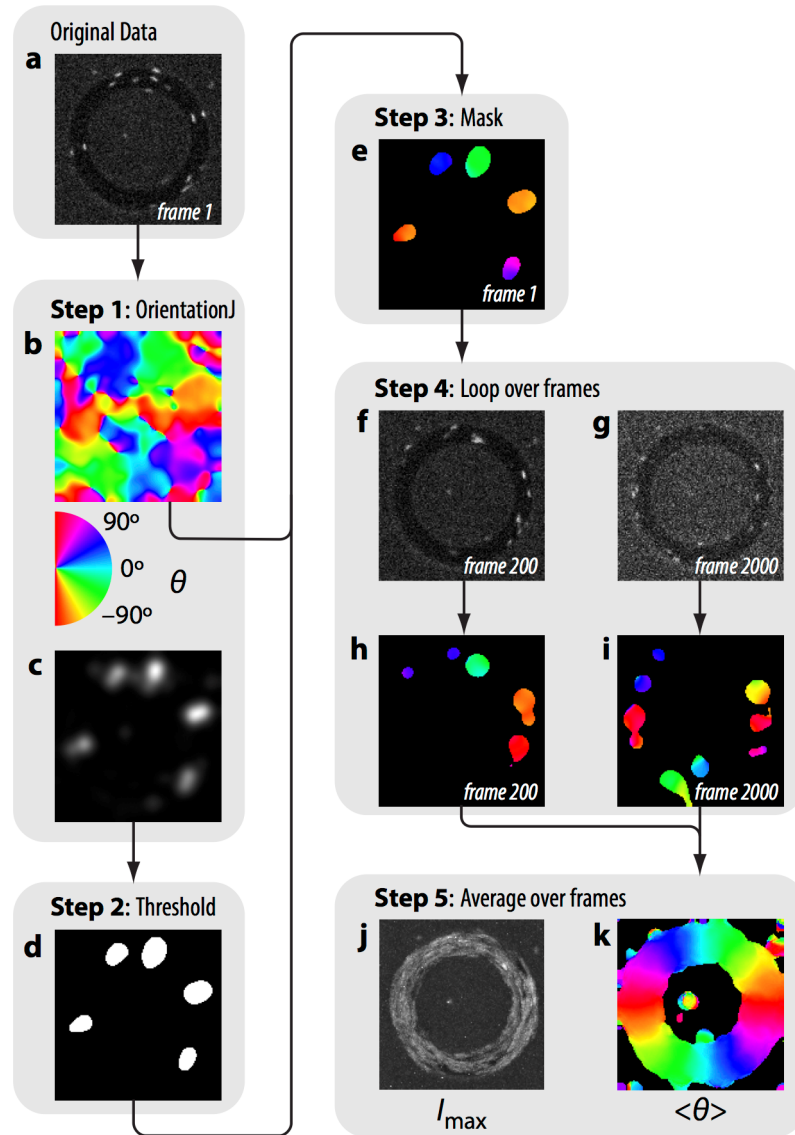 Original Data
a
frame 1
Step 1: OrientationJ
b
90º
0º
θ
–90º
c
Step 2: Threshold
d
Step 3: Mask
e
frame 1
Step 4: Loop over frames
f
g
frame 200
frame 2000
h
i
frame 200
frame 2000
Step 5: Average over frames
j
k
Imax
<θ>